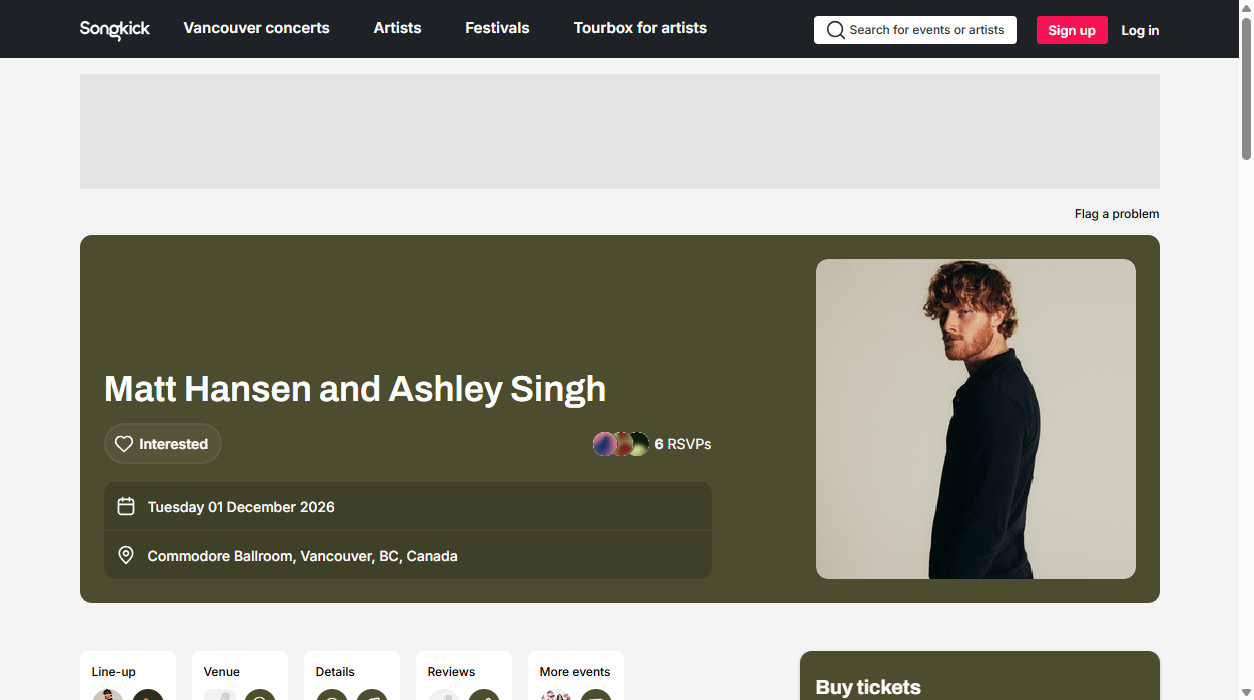 Songkick
Vancouver concerts
Artists
Festivals
Tourbox for artists
Search for events or artists
Sign up
Log in
Flag a problem
Matt Hansen and Ashley Singh
Interested
6 RSVPs
Tuesday 01 December 2026
Commodore Ballroom, Vancouver, BC, Canada
Line-up
Venue
Details
Reviews
More events
Buy tickets